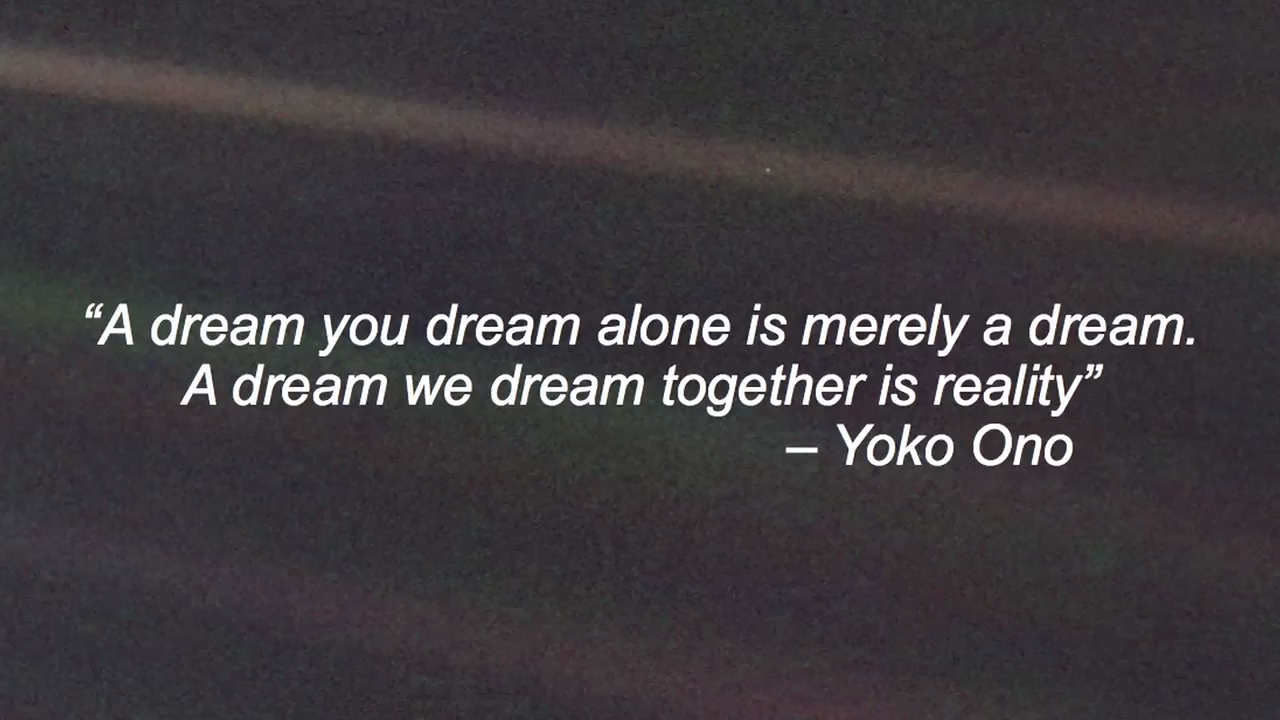 “A dream you dream alone is merely a dream.
A dream we dream together is reality”
– Yoko Ono